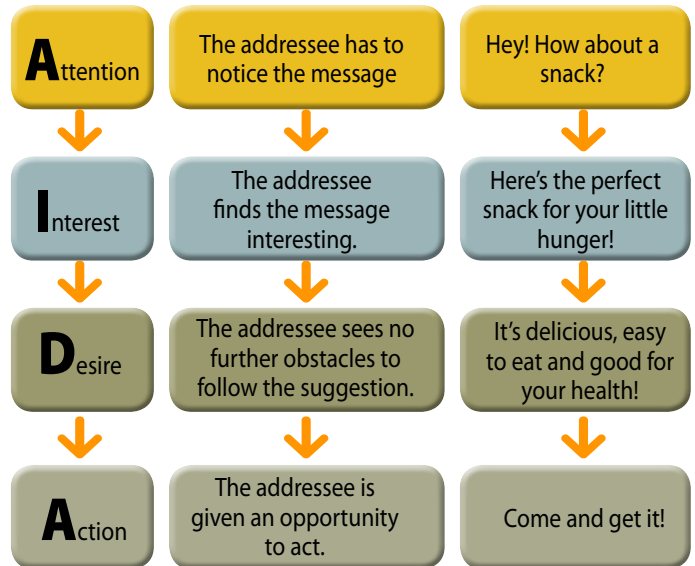 Attention
The addressee has to
notice the message
Hey! How about a
snack?
Interest
The addressee
finds the message
interesting.
Here's the perfect
snack for your little
hunger!
Desire
The addressee sees no
further obstacles to
follow the suggestion.
It's delicious, easy
to eat and good for
your health!
Action
The addressee is
given an opportunity
to act.
Come and get it!